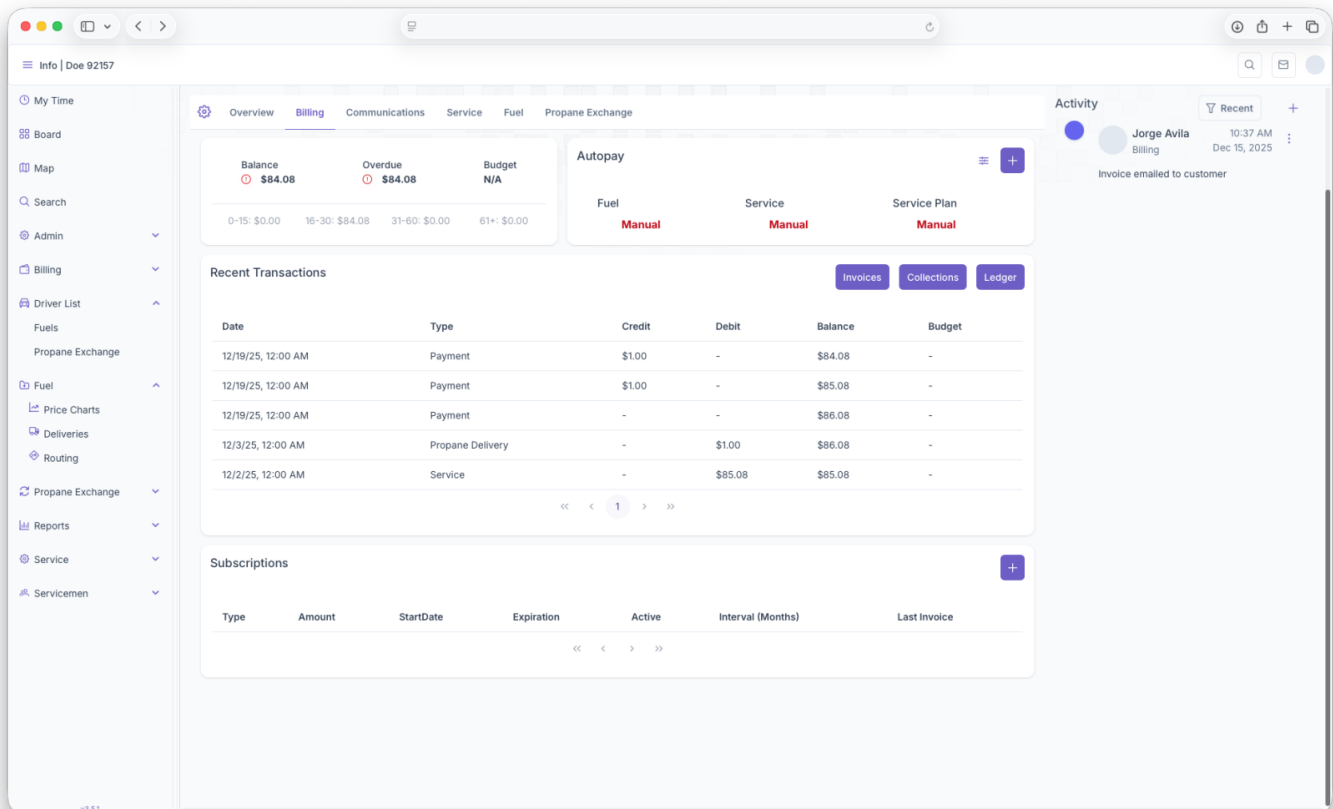 Info | Doe 92157
My Time
Board
Map
Search
Admin
Billing
Driver List
Fuels
Propane Exchange
Fuel
Price Charts
Deliveries
Routing
Propane Exchange
Reports
Service
Servicemen
v3.51
Overview Billing Communications Service Fuel Propane Exchange
Balance Overdue Budget
$84.08 $84.08 N/A
0-15: $0.00 16-30: $84.08 31-60: $0.00 61+: $0.00
Autopay
Fuel Service Service Plan
Manual Manual Manual
Recent Transactions
Invoices Collections Ledger
Date Type Credit Debit Balance Budget
12/19/25, 12:00 AM Payment $1.00 - $84.08 -
12/19/25, 12:00 AM Payment $1.00 - $85.08 -
12/19/25, 12:00 AM Payment - - $86.08 -
12/3/25, 12:00 AM Propane Delivery - $1.00 $86.08 -
12/2/25, 12:00 AM Service - $85.08 $85.08 -
1
Subscriptions
Type Amount StartDate Expiration Active Interval (Months) Last Invoice
Activity
Recent
Jorge Avila 10:37 AM
Billing Dec 15, 2025
Invoice emailed to customer